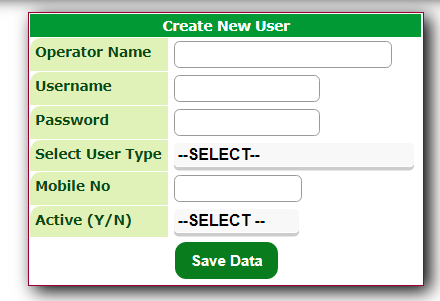 Create New User
Operator Name
Username
Password
Select User Type --SELECT--
Mobile No
Active (Y/N) --SELECT --
Save Data